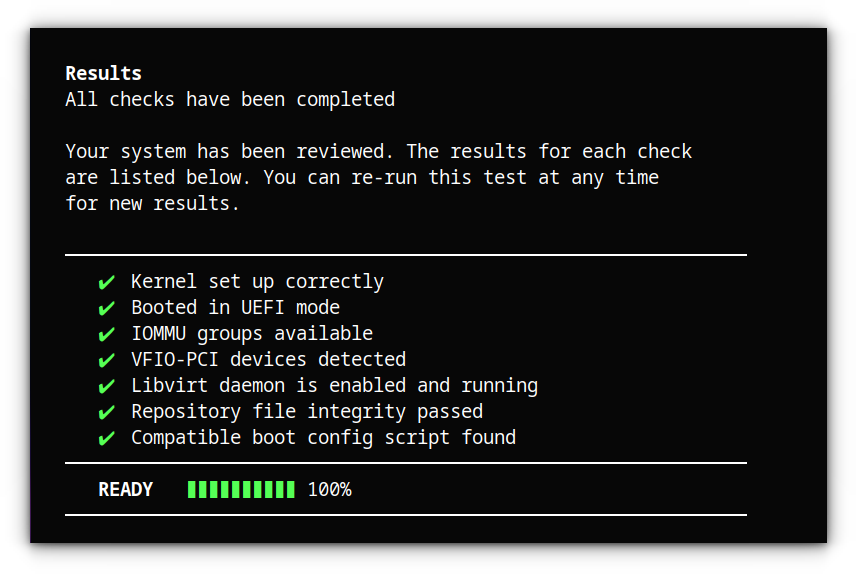 Results
All checks have been completed
Your system has been reviewed. The results for each check
are listed below. You can re-run this test at any time
for new results.
✔ Kernel set up correctly
✔ Booted in UEFI mode
✔ IOMMU groups available
✔ VFIO-PCI devices detected
✔ Libvirt daemon is enabled and running
✔ Repository file integrity passed
✔ Compatible boot config script found
READY ▮▮▮▮▮▮▮▮▮▮ 100%